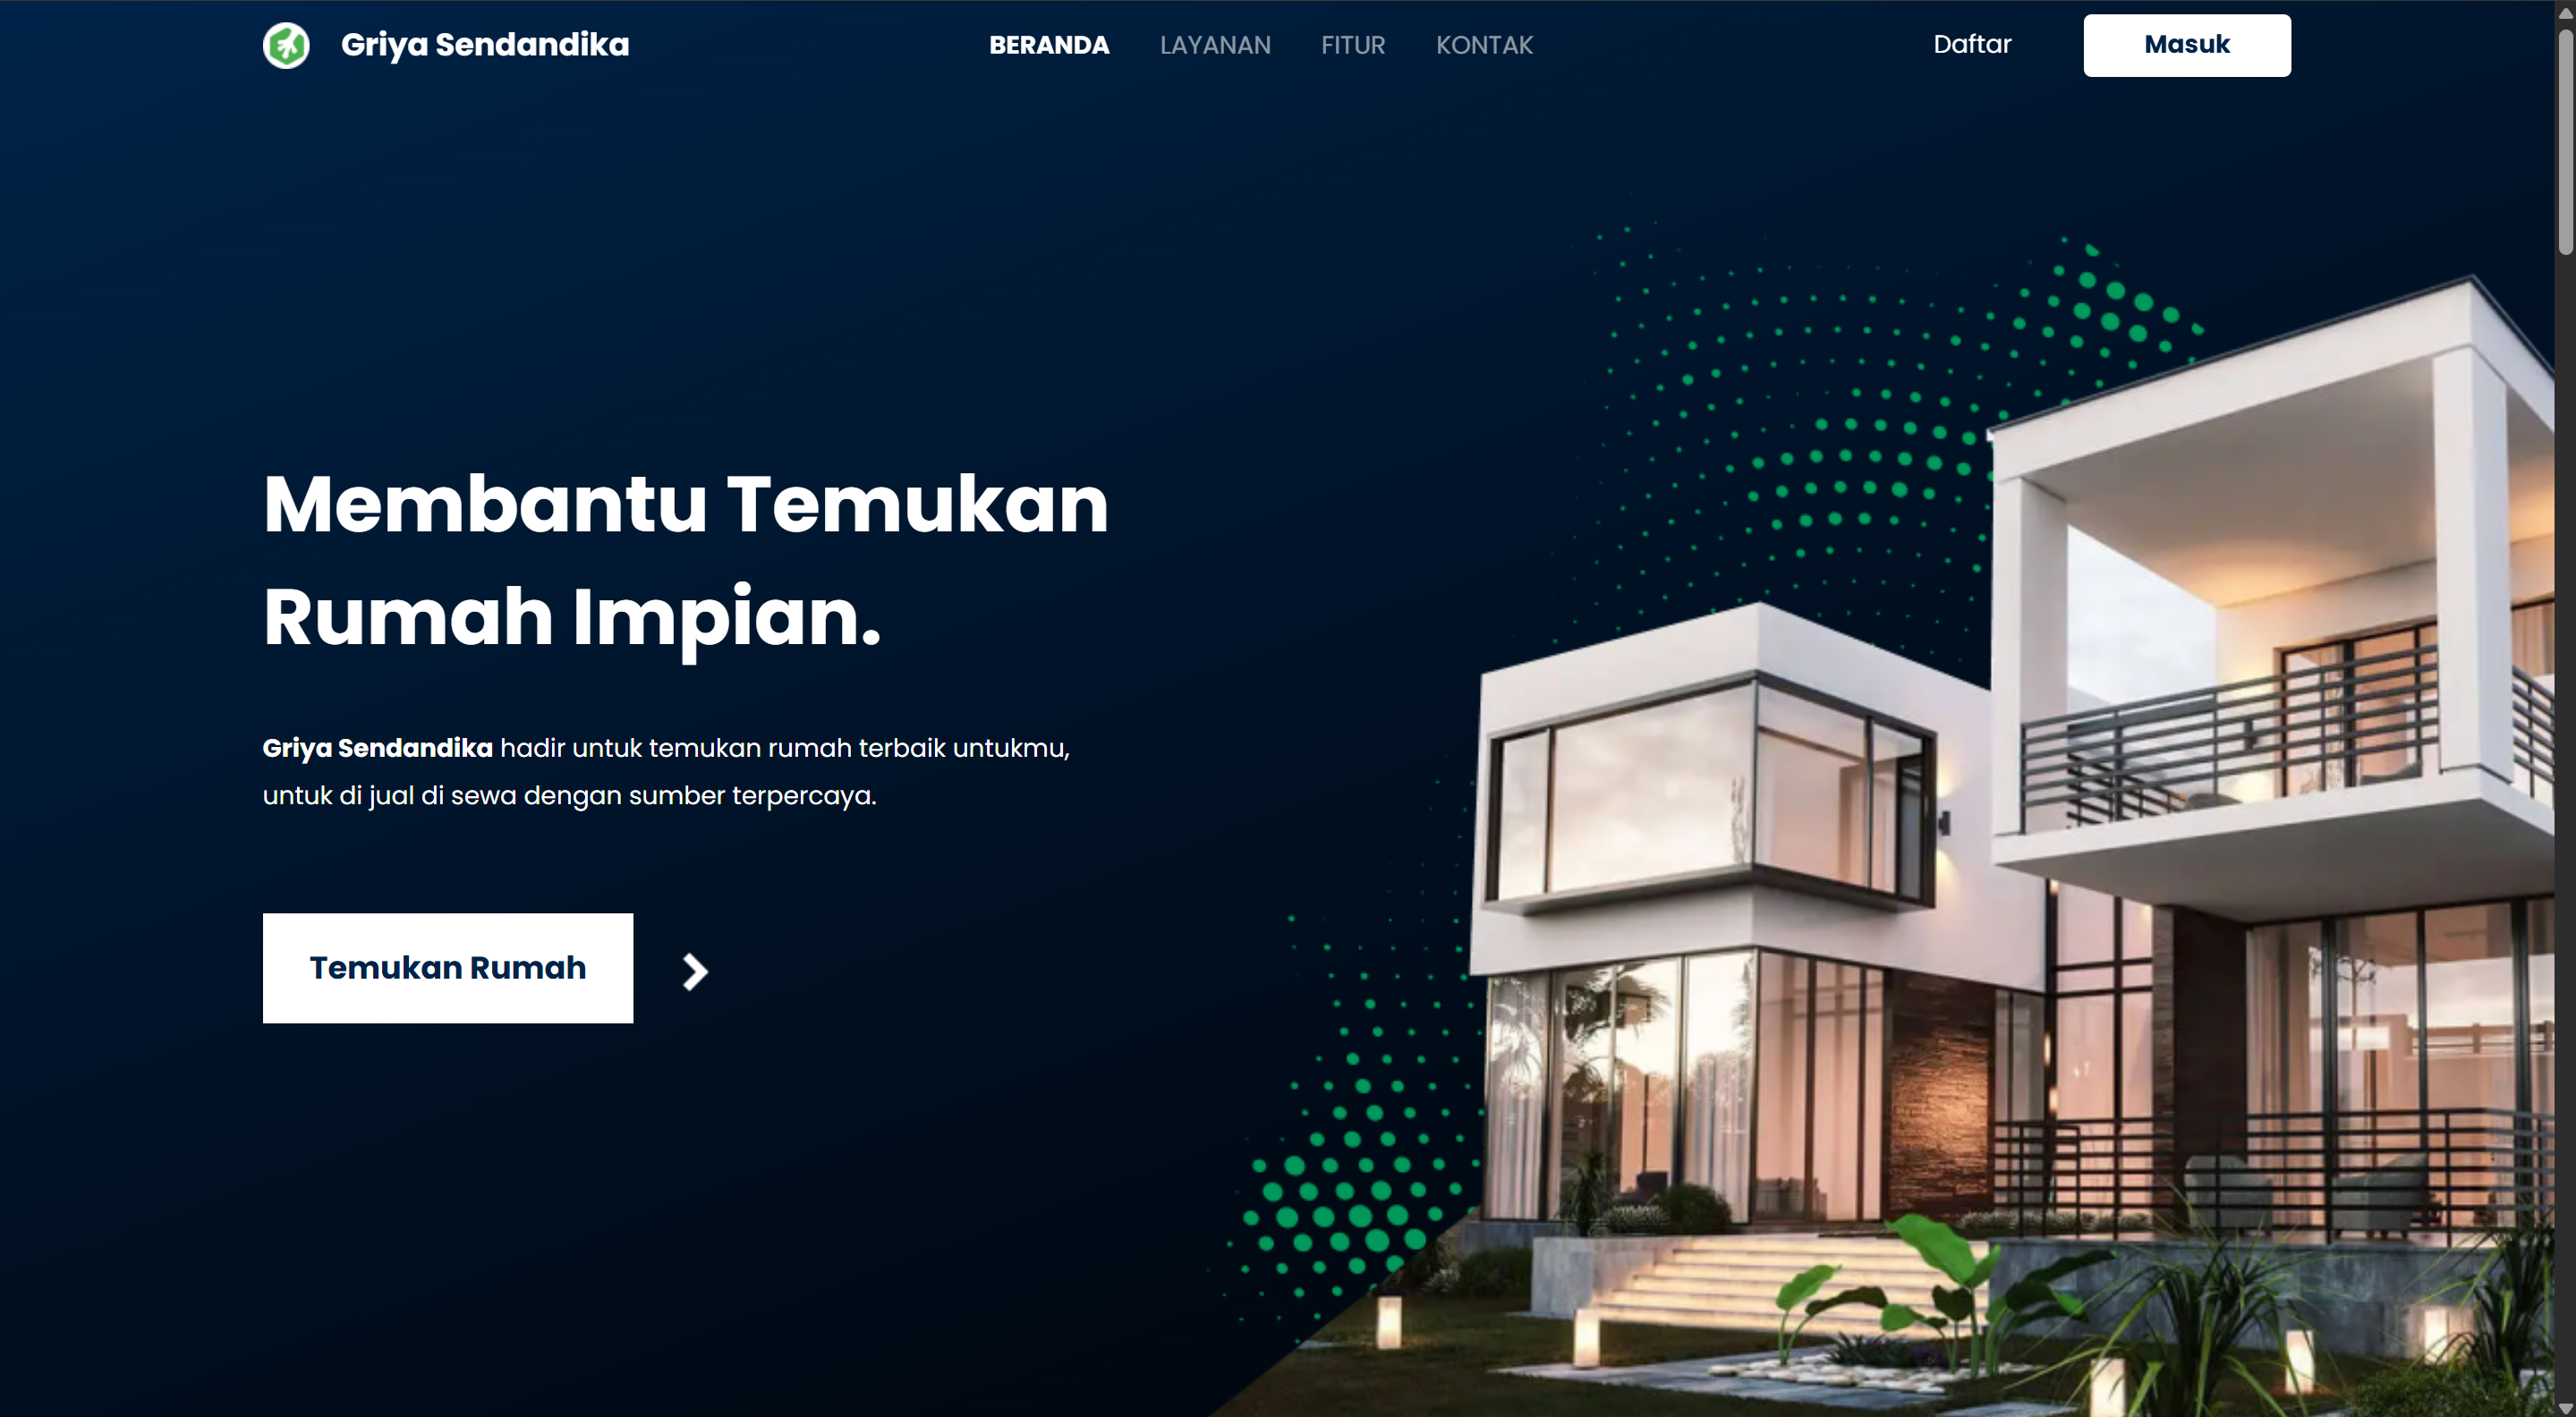 Griya Sendandika
BERANDA LAYANAN FITUR KONTAK
Daftar
Masuk
Membantu Temukan
Rumah Impian.
Griya Sendandika hadir untuk temukan rumah terbaik untukmu,
untuk di jual di sewa dengan sumber terpercaya.
Temukan Rumah